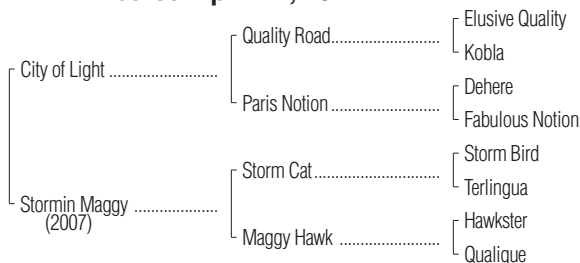 Elusive Quality
Quality Road
Kobla
City of Light
Dehere
Paris Notion
Fabulous Notion
Storm Bird
Storm Cat
Terlingua
Stormin Maggy
(2007)
Hawkster
Maggy Hawk
Qualique